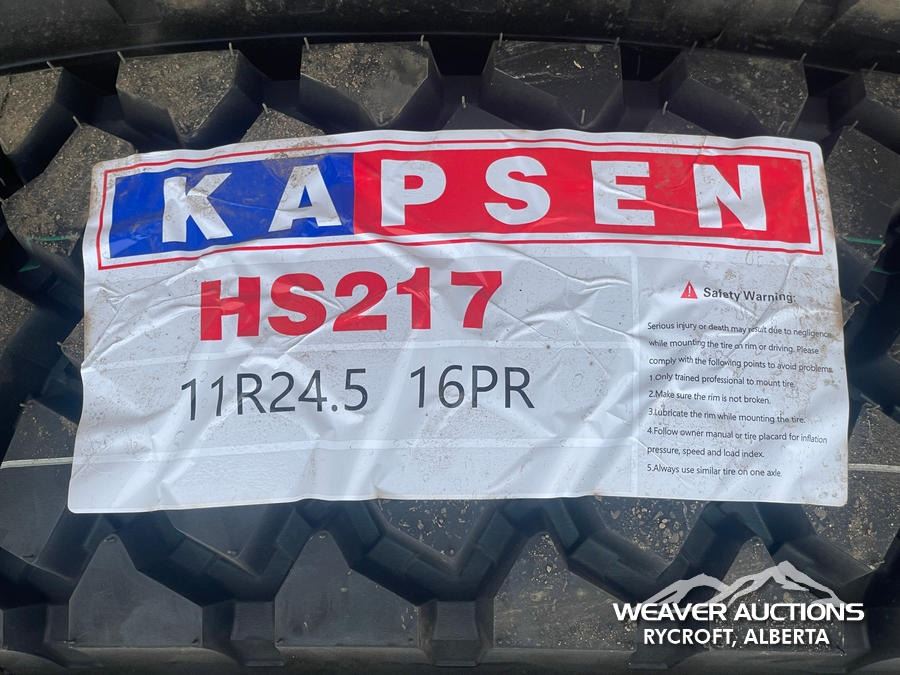 KAPSEN
HS217
11R24.5 16PR
Safety Warning:
Serious injury or death may result due to negligence
while mounting the tire on rim or driving. Please
comply with the following points to avoid problems.
1.Only trained professional to mount tire.
2.Make sure the rim is not broken.
3.Lubricate the rim while mounting the tire.
4.Follow owner manual or tire placard for inflation
pressure, speed and load index.
5.Always use similar tire on one axle.
WEAVER AUCTIONS
RYCROFT, ALBERTA